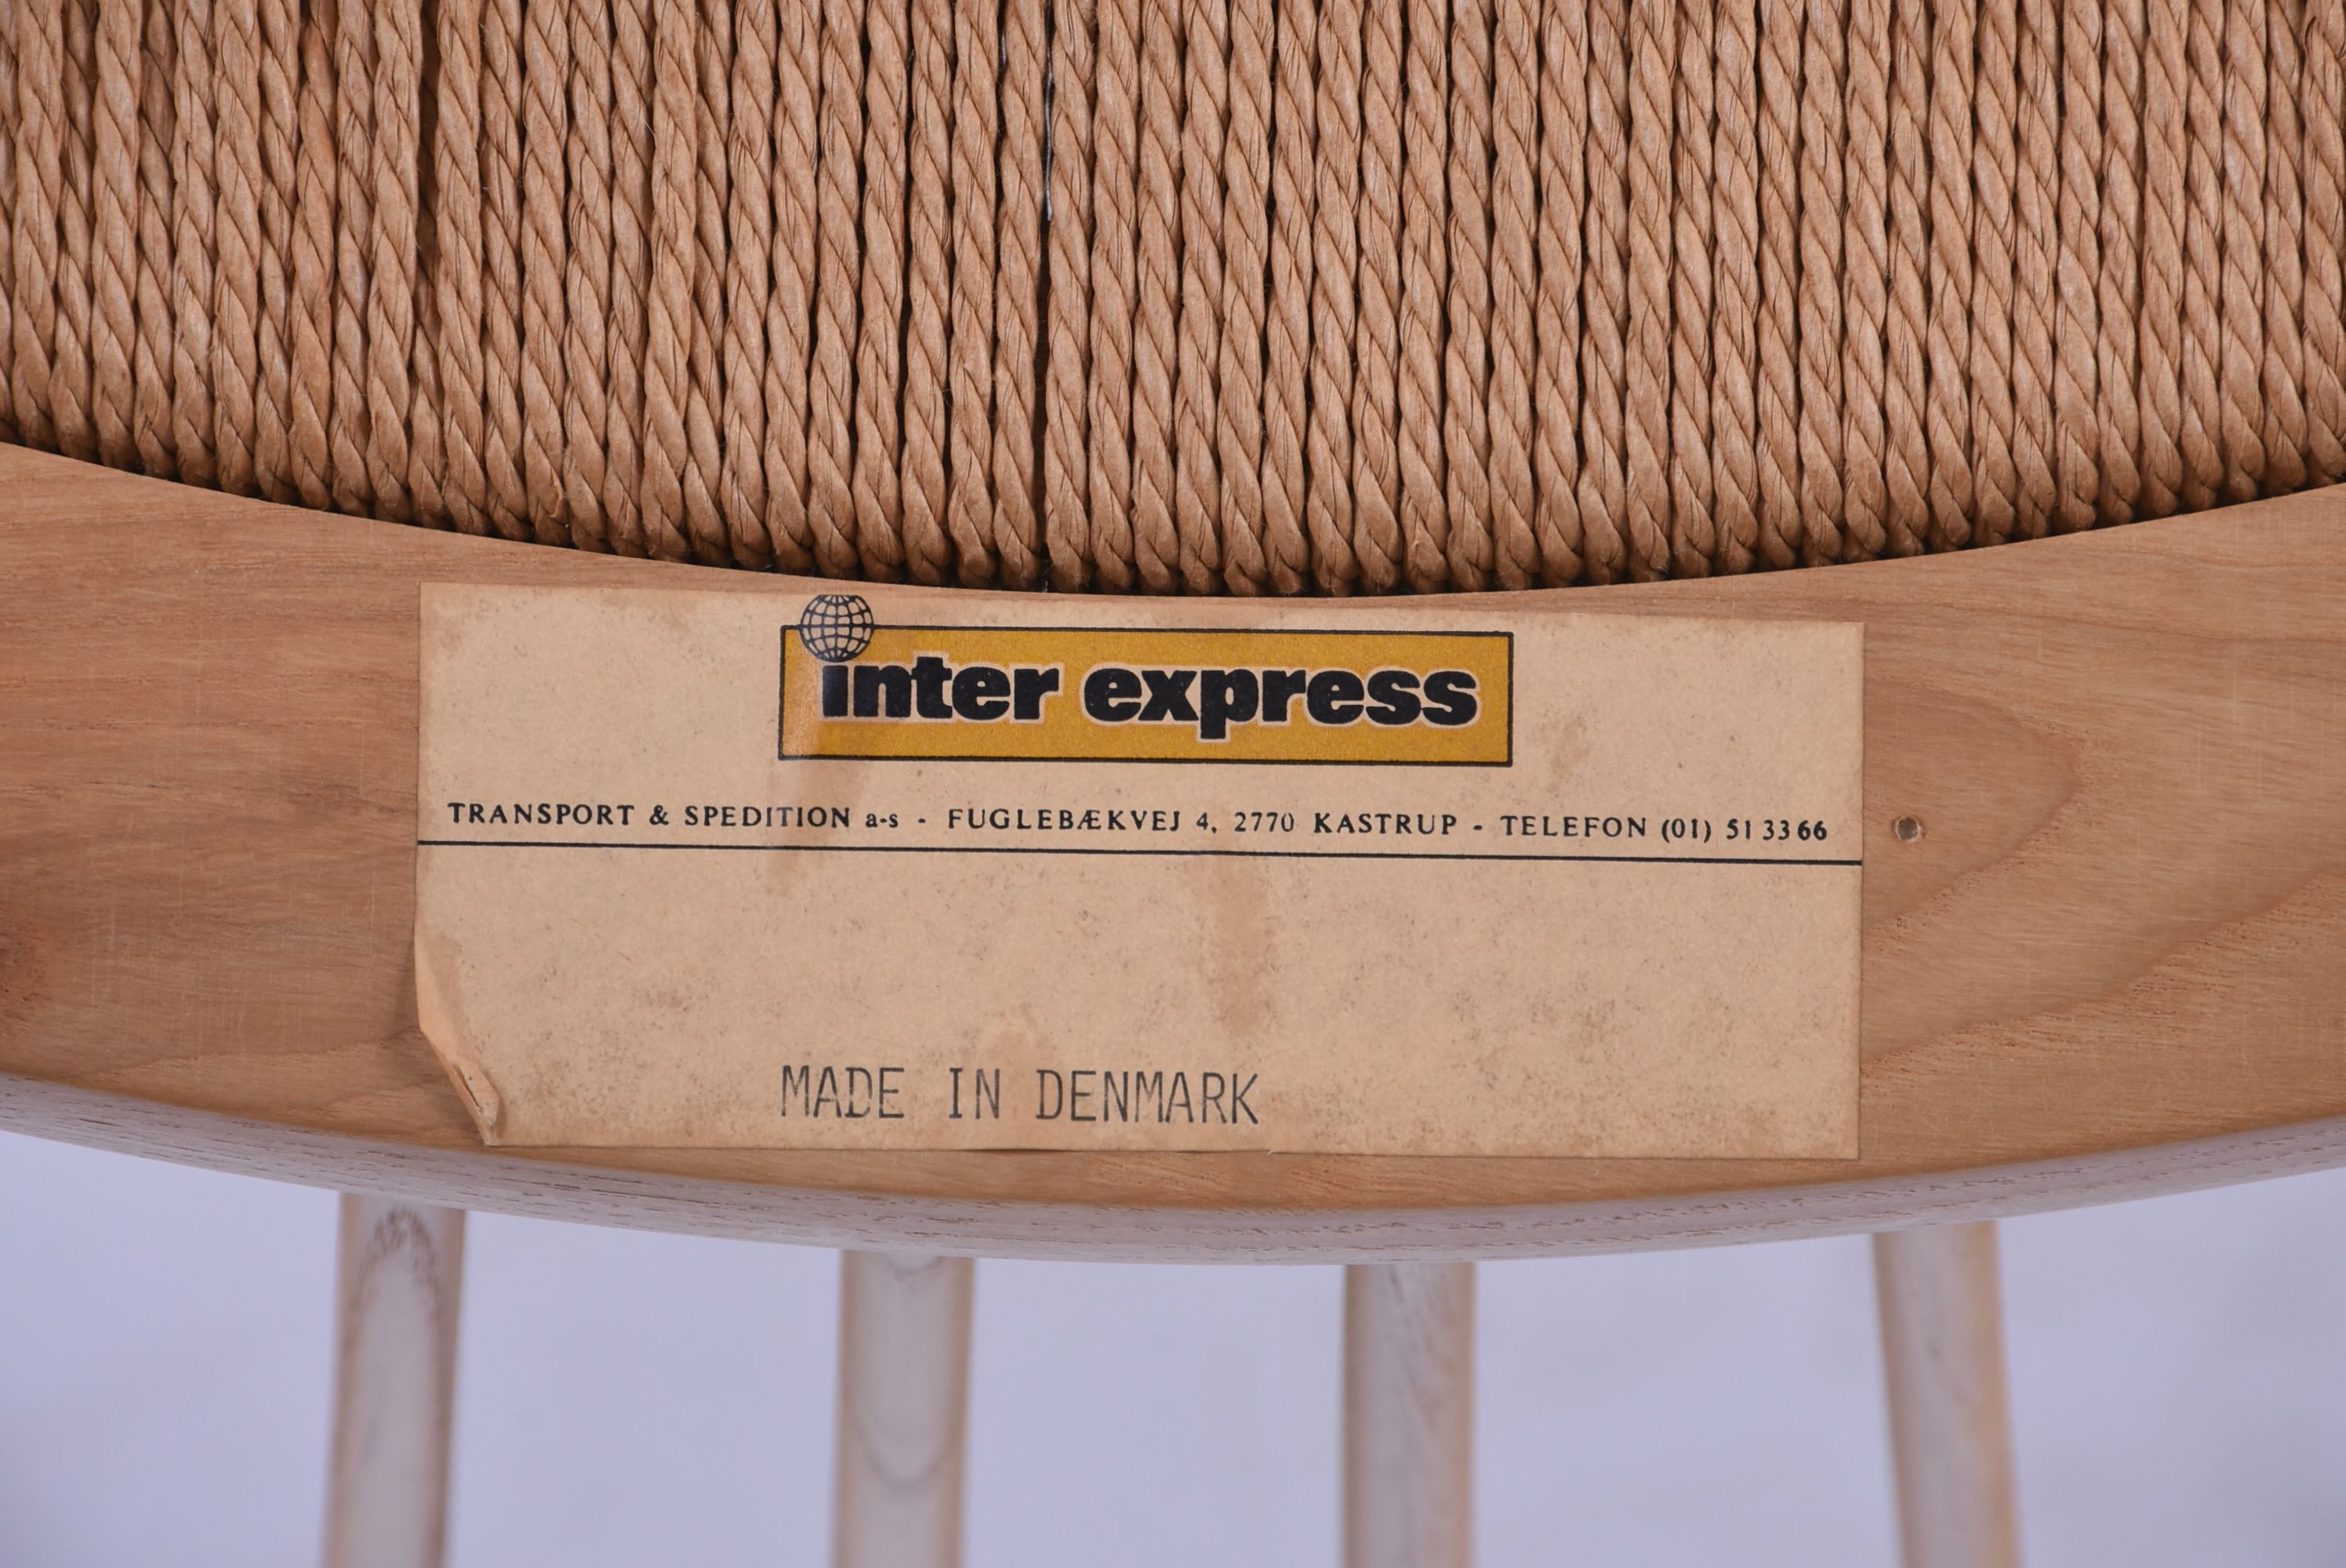 inter express
TRANSPORT & SPEDITION a-s - FUGLEBÆKVEJ 4, 2770 KASTRUP - TELEFON (01) 51 33 66
MADE IN DENMARK